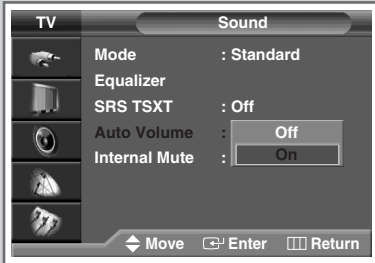 TV Sound
Mode : Standard
Equalizer
SRS TSXT : Off
Auto Volume : Off
Internal Mute : On
Move Enter Return